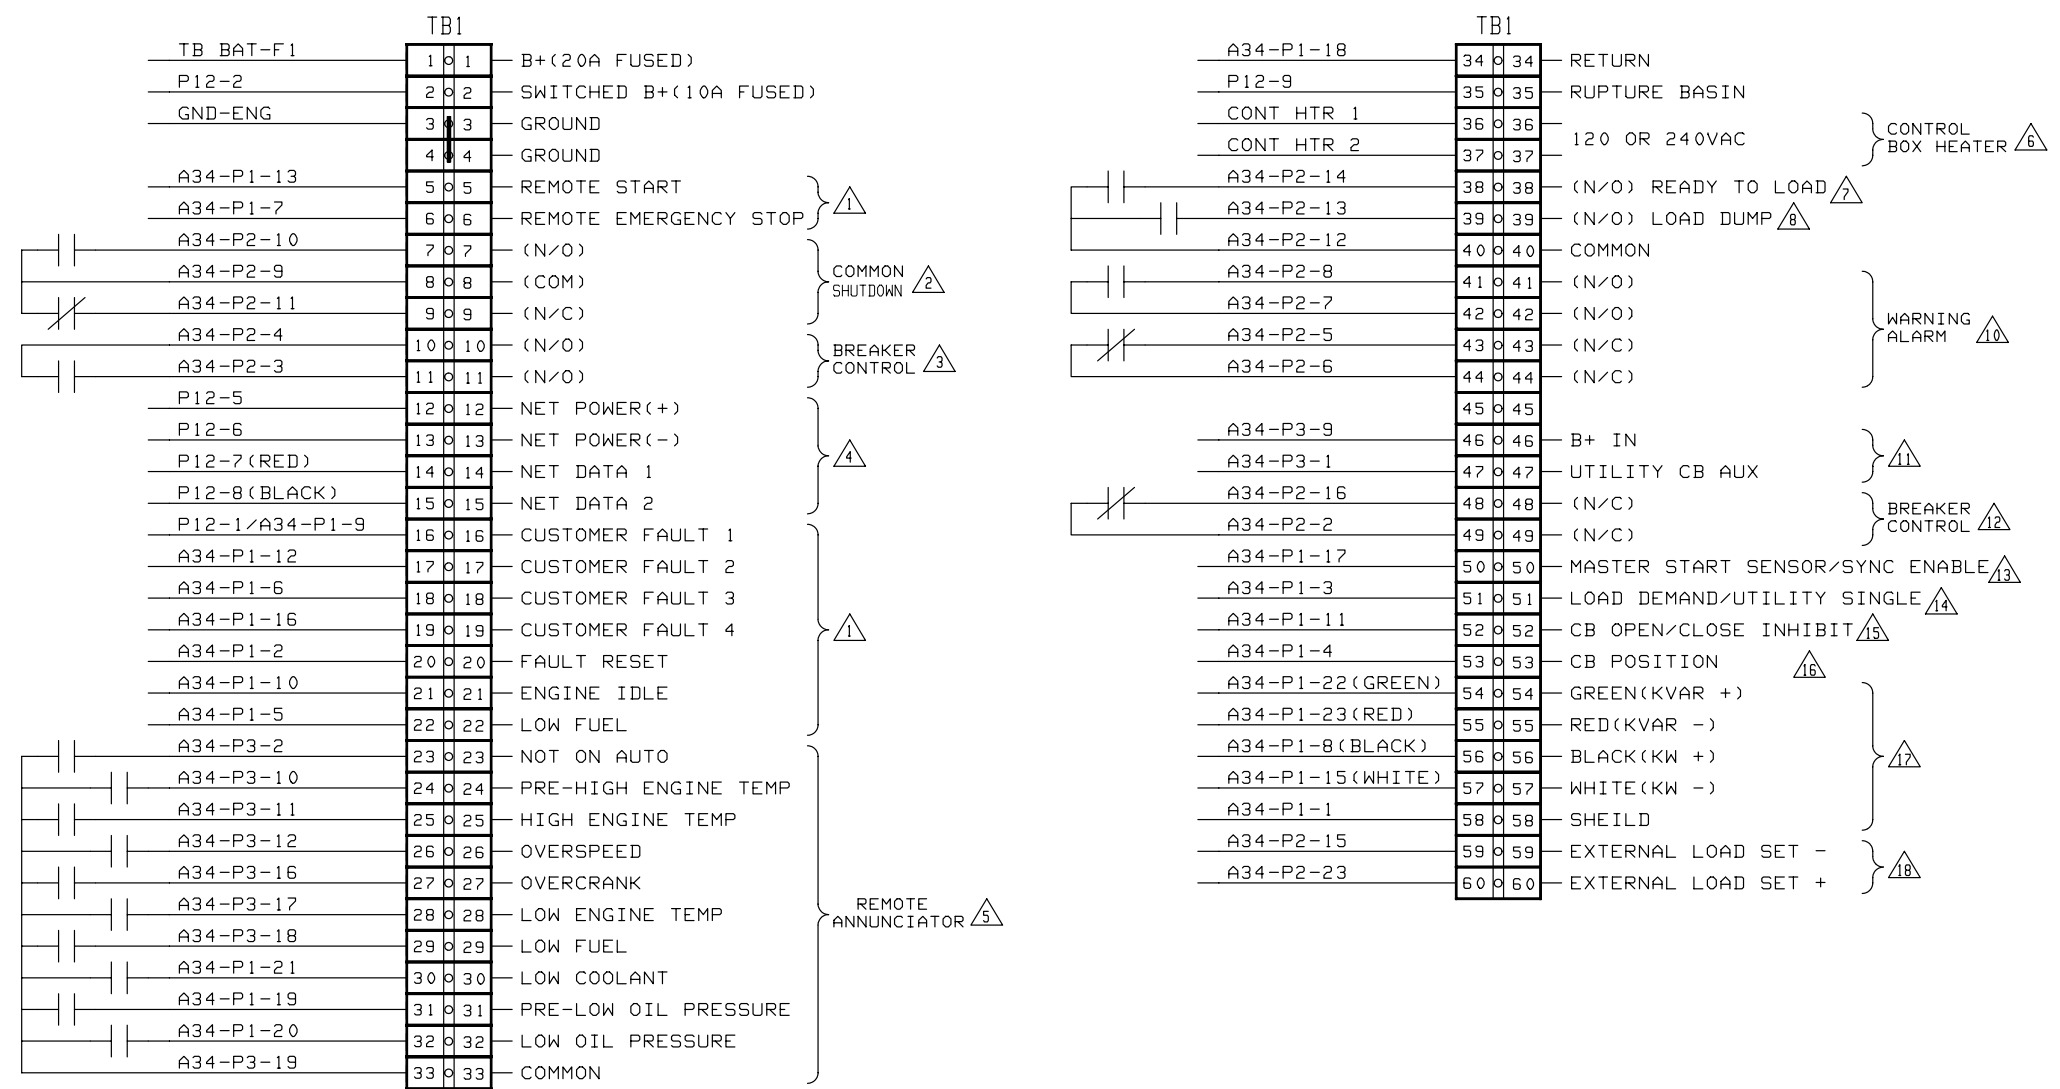 TB1
TB BAT-F1 1 1 B+(20A FUSED)
P12-2 2 2 SWITCHED B+(10A FUSED)
GND-ENG 3 3 GROUND
4 4 GROUND
A34-P1-13 5 5 REMOTE START
A34-P1-7 6 6 REMOTE EMERGENCY STOP
1
A34-P2-10 7 7 (N/O)
A34-P2-9 8 8 (COM)
A34-P2-11 9 9 (N/C)
COMMON
SHUTDOWN 2
A34-P2-4 10 10 (N/O)
A34-P2-3 11 11 (N/O)
BREAKER
CONTROL 3
P12-5 12 12 NET POWER(+)
P12-6 13 13 NET POWER(-)
P12-7(RED) 14 14 NET DATA 1
P12-8(BLACK) 15 15 NET DATA 2
4
P12-1/A34-P1-9 16 16 CUSTOMER FAULT 1
A34-P1-12 17 17 CUSTOMER FAULT 2
A34-P1-6 18 18 CUSTOMER FAULT 3
A34-P1-16 19 19 CUSTOMER FAULT 4
A34-P1-2 20 20 FAULT RESET
A34-P1-10 21 21 ENGINE IDLE
A34-P1-5 22 22 LOW FUEL
1
A34-P3-2 23 23 NOT ON AUTO
A34-P3-10 24 24 PRE-HIGH ENGINE TEMP
A34-P3-11 25 25 HIGH ENGINE TEMP
A34-P3-12 26 26 OVERSPEED
A34-P3-16 27 27 OVERCRANK
A34-P3-17 28 28 LOW ENGINE TEMP
A34-P3-18 29 29 LOW FUEL
A34-P1-21 30 30 LOW COOLANT
A34-P1-19 31 31 PRE-LOW OIL PRESSURE
A34-P1-20 32 32 LOW OIL PRESSURE
A34-P3-19 33 33 COMMON
REMOTE
ANNUNCIATOR 5
TB1
A34-P1-18 34 34 RETURN
P12-9 35 35 RUPTURE BASIN
CONT HTR 1 36 36
120 OR 240VAC
CONT HTR 2 37 37
CONTROL
BOX HEATER 6
A34-P2-14 38 38 (N/O) READY TO LOAD 7
A34-P2-13 39 39 (N/O) LOAD DUMP 8
A34-P2-12 40 40 COMMON
A34-P2-8 41 41 (N/O)
A34-P2-7 42 42 (N/O)
A34-P2-5 43 43 (N/C)
A34-P2-6 44 44 (N/C)
WARNING
ALARM 10
45 45
A34-P3-9 46 46 B+ IN
A34-P3-1 47 47 UTILITY CB AUX
11
A34-P2-16 48 48 (N/C)
A34-P2-2 49 49 (N/C)
BREAKER
CONTROL 12
A34-P1-17 50 50 MASTER START SENSOR/SYNC ENABLE 13
A34-P1-3 51 51 LOAD DEMAND/UTILITY SINGLE 14
A34-P1-11 52 52 CB OPEN/CLOSE INHIBIT 15
A34-P1-4 53 53 CB POSITION 16
A34-P1-22(GREEN) 54 54 GREEN(KVAR +)
A34-P1-23(RED) 55 55 RED(KVAR -)
A34-P1-8(BLACK) 56 56 BLACK(KW +)
A34-P1-15(WHITE) 57 57 WHITE(KW -)
A34-P1-1 58 58 SHEILD
17
A34-P2-15 59 59 EXTERNAL LOAD SET -
A34-P2-23 60 60 EXTERNAL LOAD SET +
18